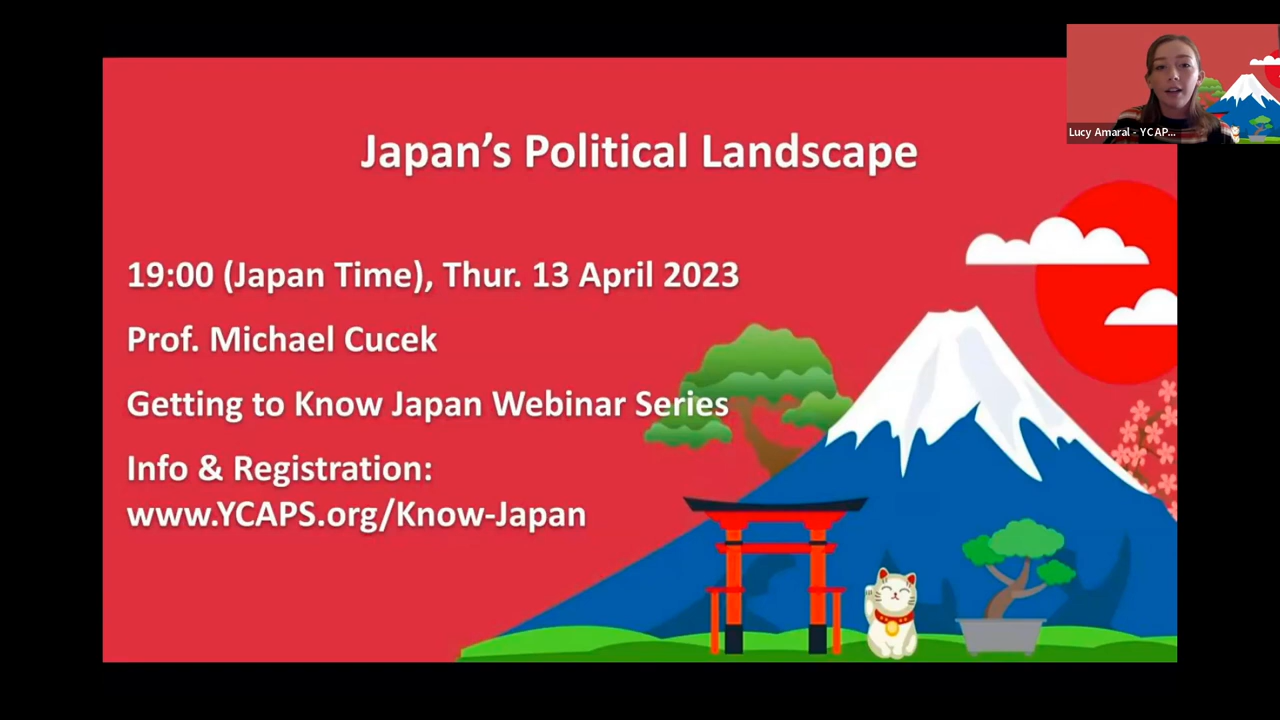 Japan’s Political Landscape
19:00 (Japan Time), Thur. 13 April 2023
Prof. Michael Cucek
Getting to Know Japan Webinar Series
Info & Registration:
www.YCAPS.org/Know-Japan
Lucy Amaral - YCAP...